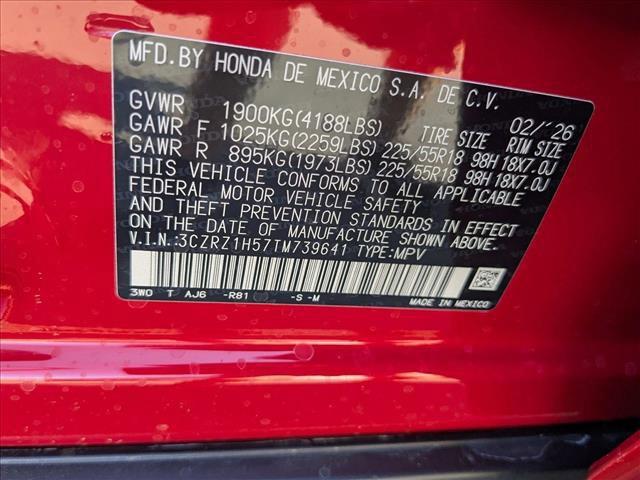 MFD.BY HONDA DE MEXICO S.A. DE C.V.
02/'26
GVWR 1900KG(4188LBS) TIRE SIZE RIM SIZE
GAWR F 1025KG(2259LBS) 225/55R18 98H 18X7.0J
GAWR R 895KG(1973LBS) 225/55R18 98H 18X7.0J
THIS VEHICLE CONFORMS TO ALL APPLICABLE
FEDERAL MOTOR VEHICLE SAFETY
AND THEFT PREVENTION STANDARDS IN EFFECT
ON THE DATE OF MANUFACTURE SHOWN ABOVE.
V.I.N.:3CZRZ1H57TM739641 TYPE:MPV
3W0 T AJ6 -R81 -S -M
MADE IN MEXICO